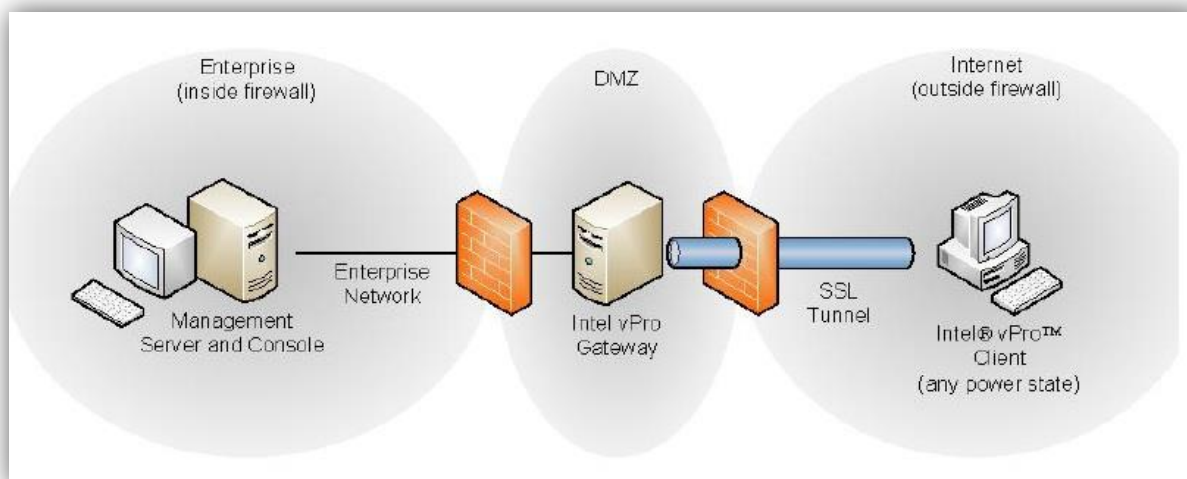 Enterprise
(inside firewall)
DMZ
Internet
(outside firewall)
Enterprise
Network
Management
Server and Console
Intel vPro
Gateway
SSL
Tunnel
Intel® vPro™
Client
(any power state)